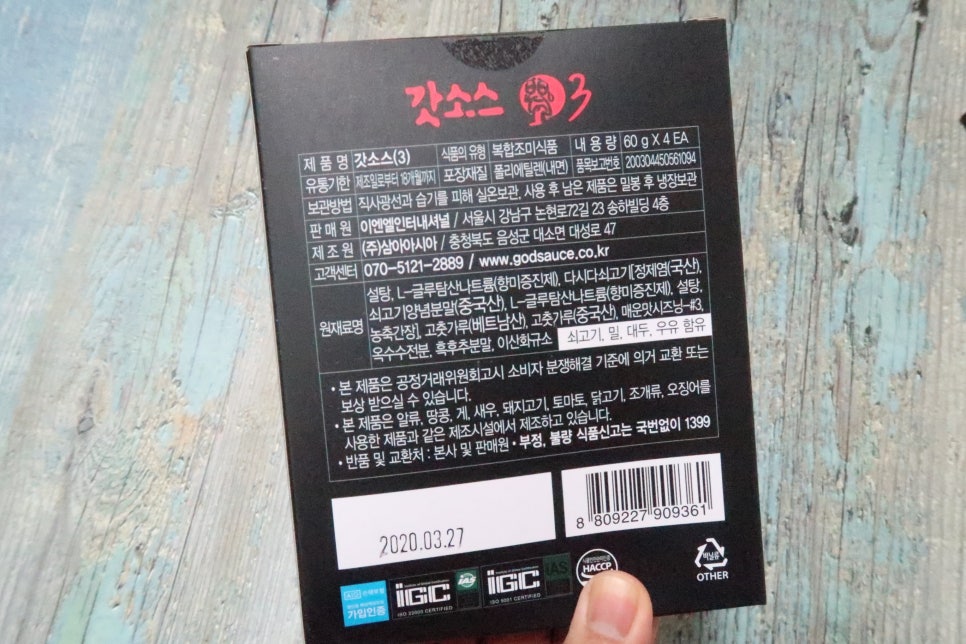 갓소스 3
제 품 명 갓소스(3) 식품의 유형 복합조미식품 내 용 량 60 g X 4 EA
유통기한 제조일로부터 18개월까지 포장재질 폴리에틸렌(내면) 품목보고번호 200304450561094
보관방법 직사광선과 습기를 피해 실온보관, 사용 후 남은 제품은 밀봉 후 냉장보관
판 매 원 이엔엘인터내셔널 / 서울시 강남구 논현로72길 23 송하빌딩 4층
제 조 원 (주)삼아아시아 / 충청북도 음성군 대소면 대성로 47
고객센터 070-5121-2889 / www.godsauce.co.kr
원재료명 설탕, L-글루탐산나트륨(향미증진제), 다시다쇠고기[정제염(국산),
쇠고기양념분말(중국산), L-글루탐산나트륨(향미증진제), 설탕,
농축간장], 고춧가루(베트남산), 고춧가루(중국산), 매운맛시즈닝-#3,
옥수수전분, 흑후추분말, 이산화규소 쇠고기, 밀, 대두, 우유 함유
• 본 제품은 공정거래위원회고시 소비자 분쟁해결 기준에 의거 교환 또는
보상 받으실 수 있습니다.
• 본 제품은 알류, 땅콩, 게, 새우, 돼지고기, 토마토, 닭고기, 조개류, 오징어를
사용한 제품과 같은 제조시설에서 제조하고 있습니다.
• 반품 및 교환처 : 본사 및 판매원 • 부정, 불량 식품신고는 국번없이 1399
2020.03.27
8 809227 909361
가입인증
IGC
ISO 22000 CERTIFIED
IAS
IGC
ISO 9001 CERTIFIED
IAS
HACCP
비닐류
OTHER